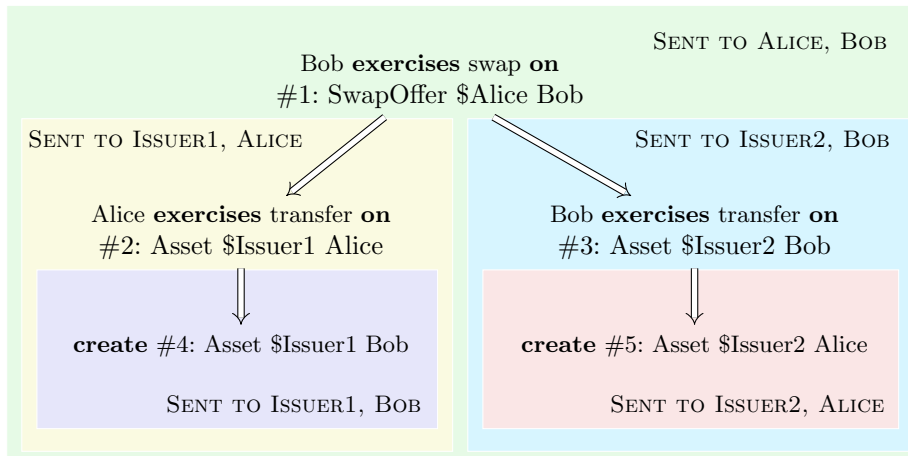 SENT TO ALICE, BOB
Bob exercises swap on
#1: SwapOffer $Alice Bob
SENT TO ISSUER1, ALICE
SENT TO ISSUER2, BOB
Alice exercises transfer on
#2: Asset $Issuer1 Alice
Bob exercises transfer on
#3: Asset $Issuer2 Bob
create #4: Asset $Issuer1 Bob
create #5: Asset $Issuer2 Alice
SENT TO ISSUER1, BOB
SENT TO ISSUER2, ALICE